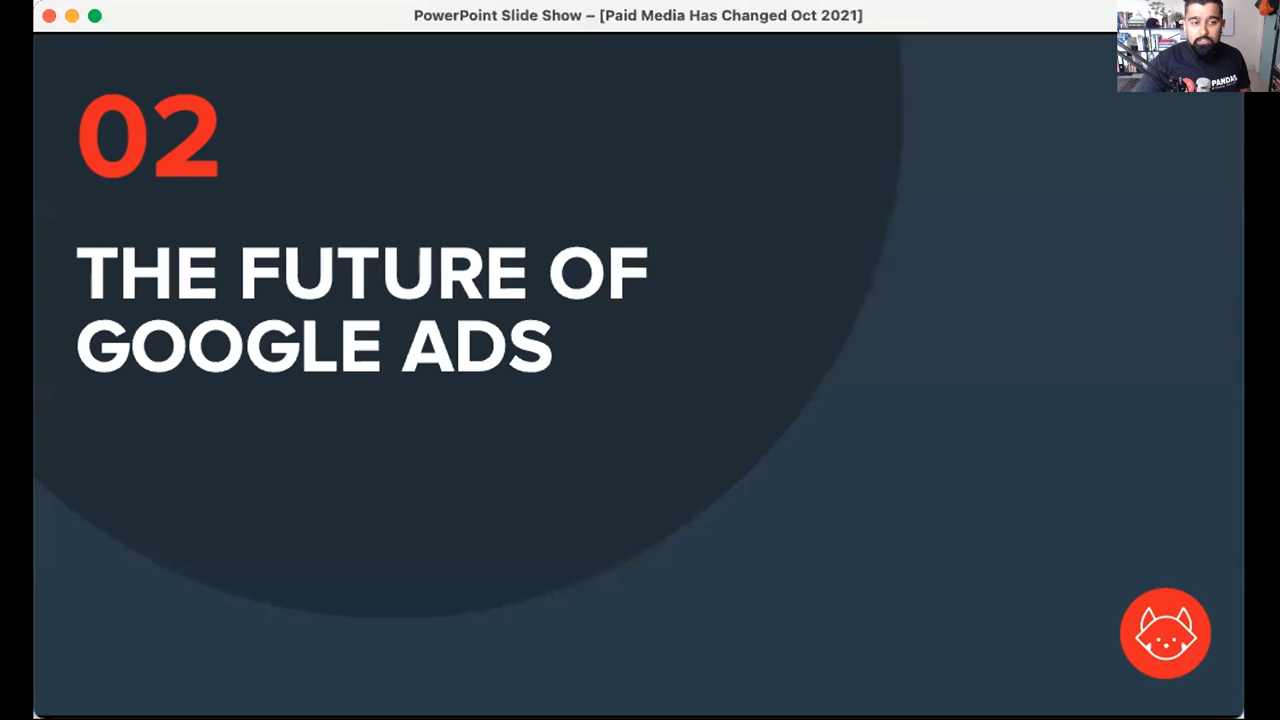 PowerPoint Slide Show – [Paid Media Has Changed Oct 2021]
PANDAS
02
THE FUTURE OF
GOOGLE ADS